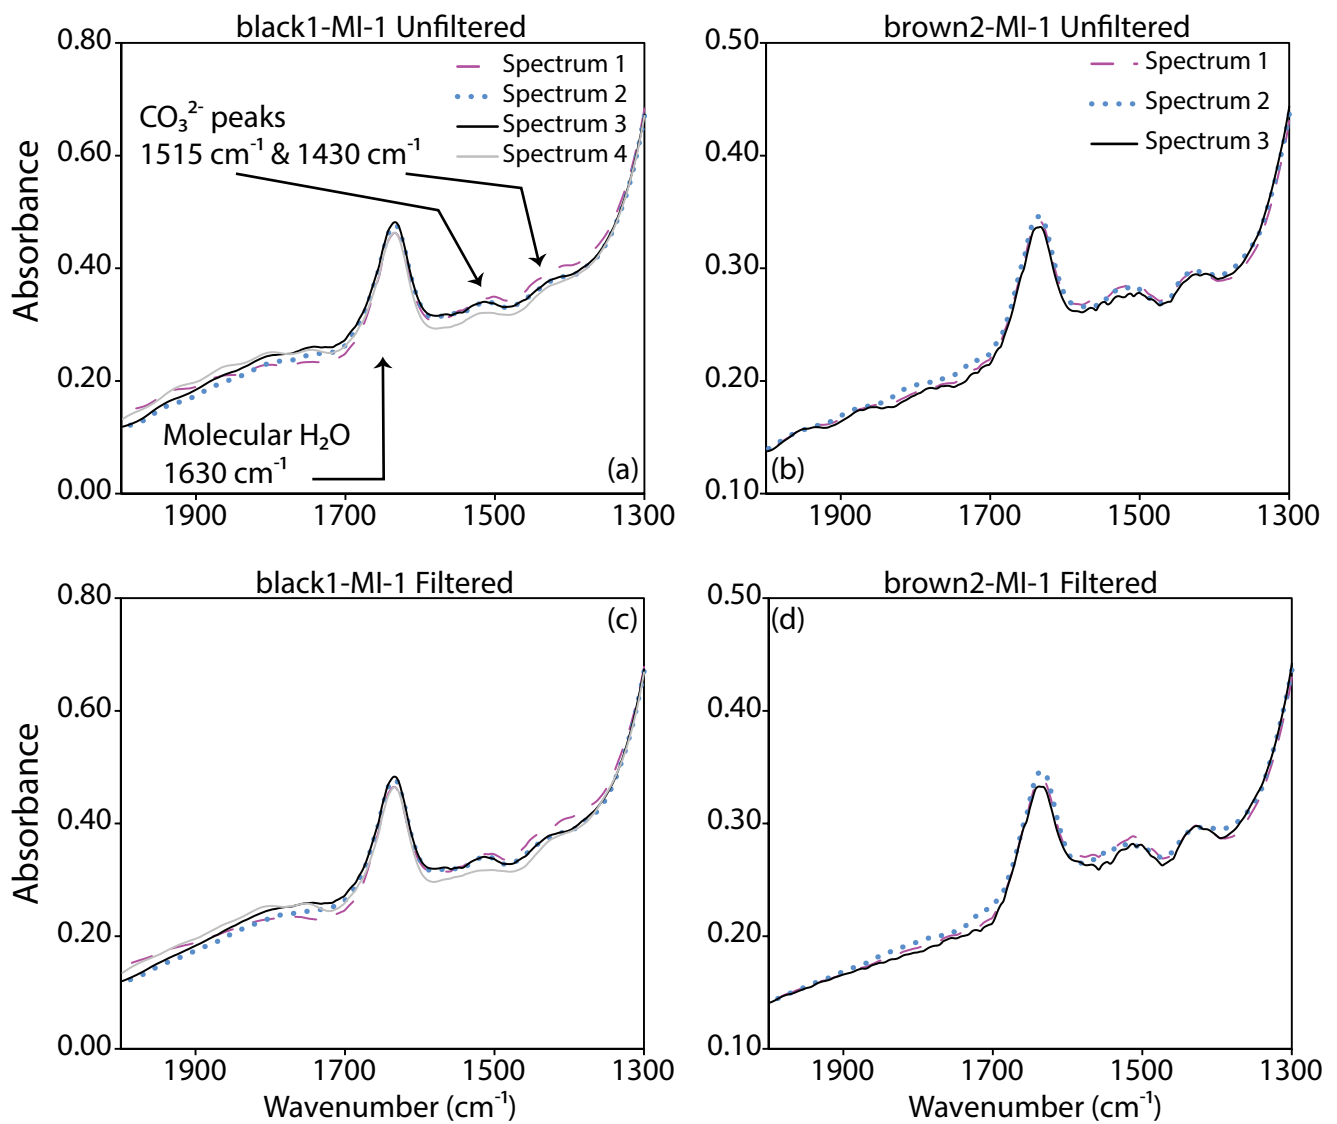 black1-MI-1 Unfiltered
0.80
0.60
0.40
0.20
0.00
Absorbance
Spectrum 1
Spectrum 2
Spectrum 3
Spectrum 4
CO₃²⁻ peaks
1515 cm⁻¹ & 1430 cm⁻¹
Molecular H₂O
1630 cm⁻¹
(a)
1900
1700
1500
1300
brown2-MI-1 Unfiltered
0.50
0.40
0.30
0.20
0.10
Spectrum 1
Spectrum 2
Spectrum 3
(b)
1900
1700
1500
1300
black1-MI-1 Filtered
0.80
0.60
0.40
0.20
0.00
Absorbance
(c)
1900
1700
1500
1300
Wavenumber (cm⁻¹)
brown2-MI-1 Filtered
0.50
0.40
0.30
0.20
0.10
(d)
1900
1700
1500
1300
Wavenumber (cm⁻¹)